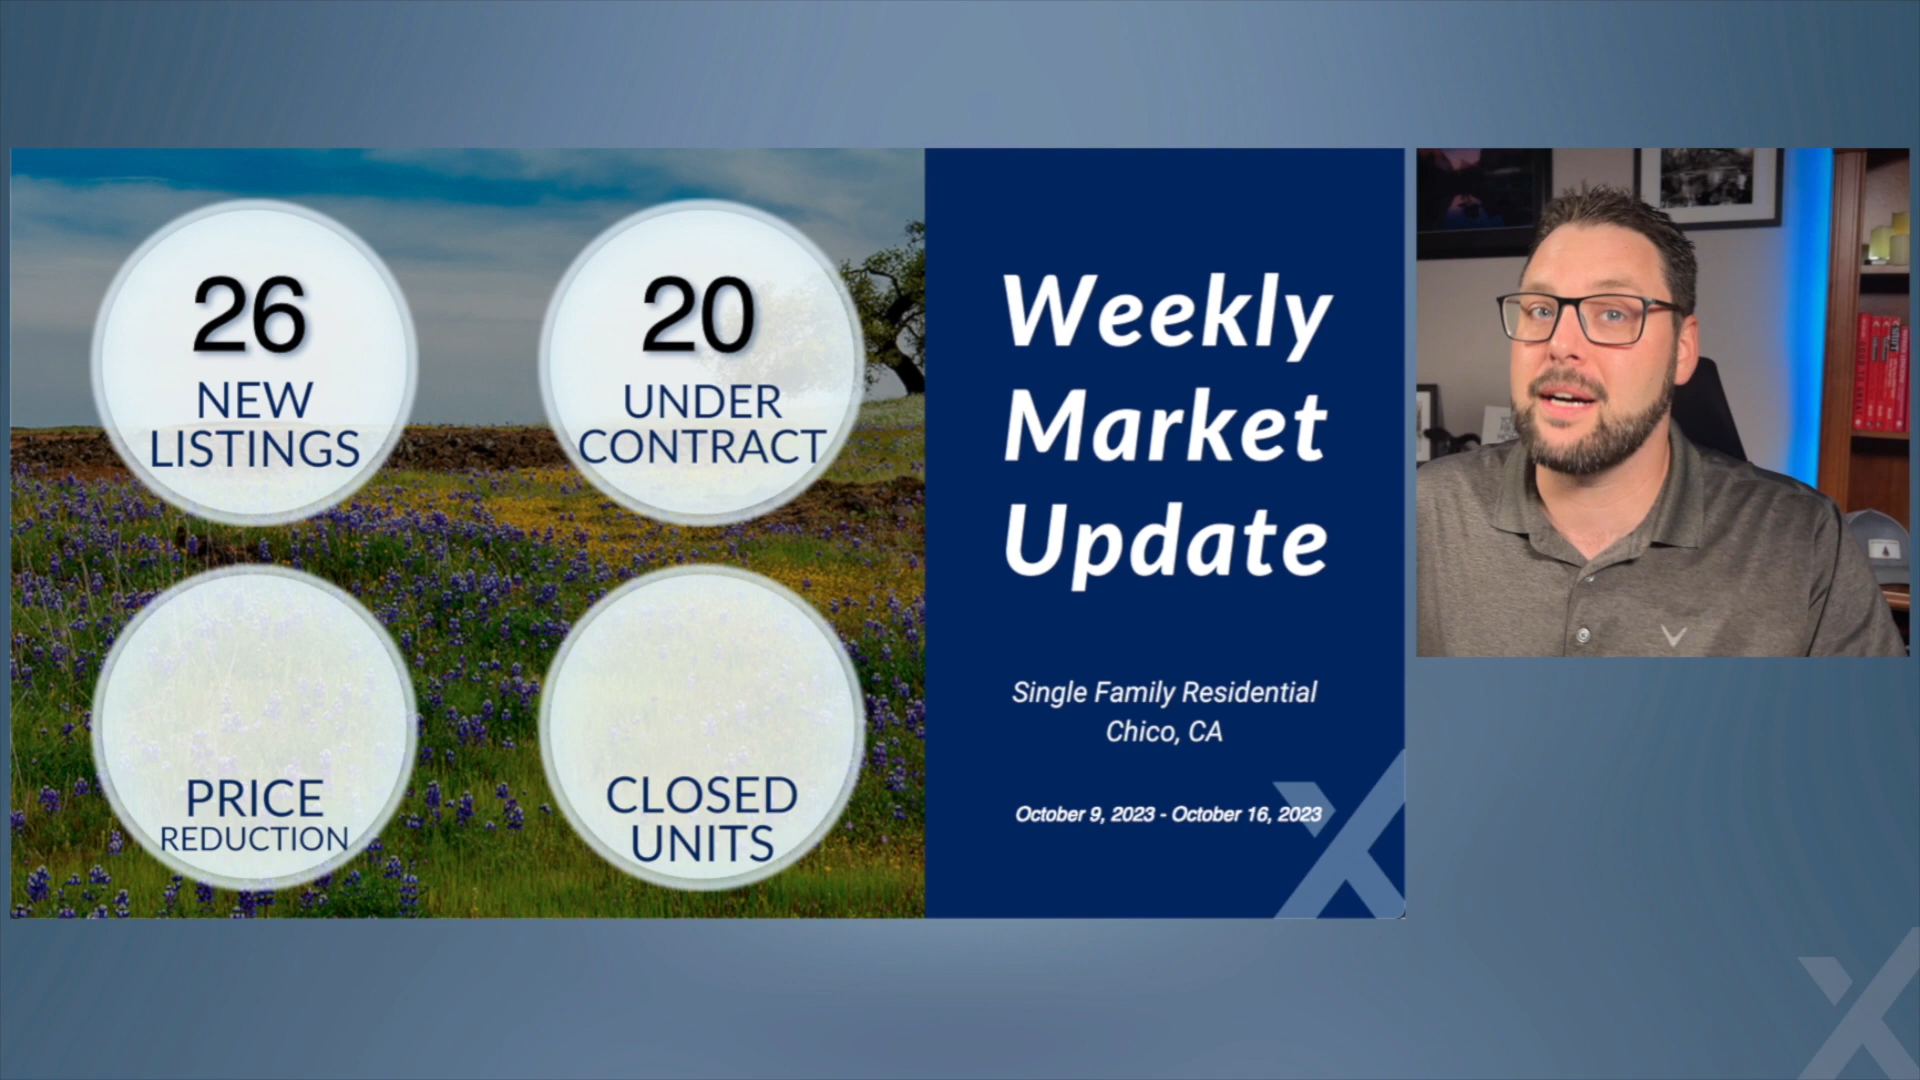 26
NEW
LISTINGS
20
UNDER
CONTRACT
PRICE
REDUCTION
CLOSED
UNITS
Weekly
Market
Update
Single Family Residential
Chico, CA
October 9, 2023 - October 16, 2023